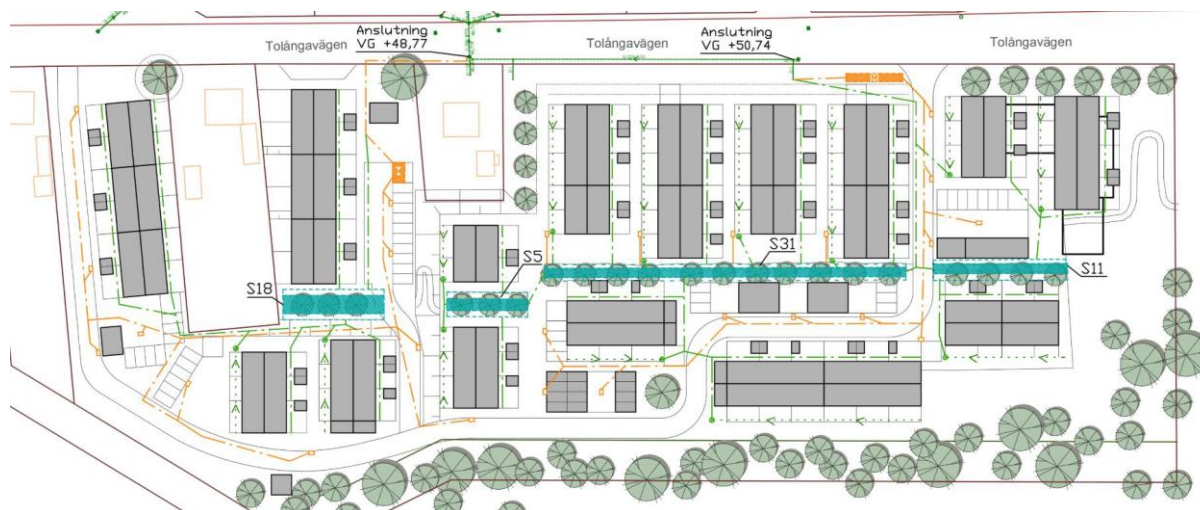 Anslutning
VG +48,77
Anslutning
VG +50,74
Tolångavägen
Tolångavägen
Tolångavägen
S31
S11
S5
S18